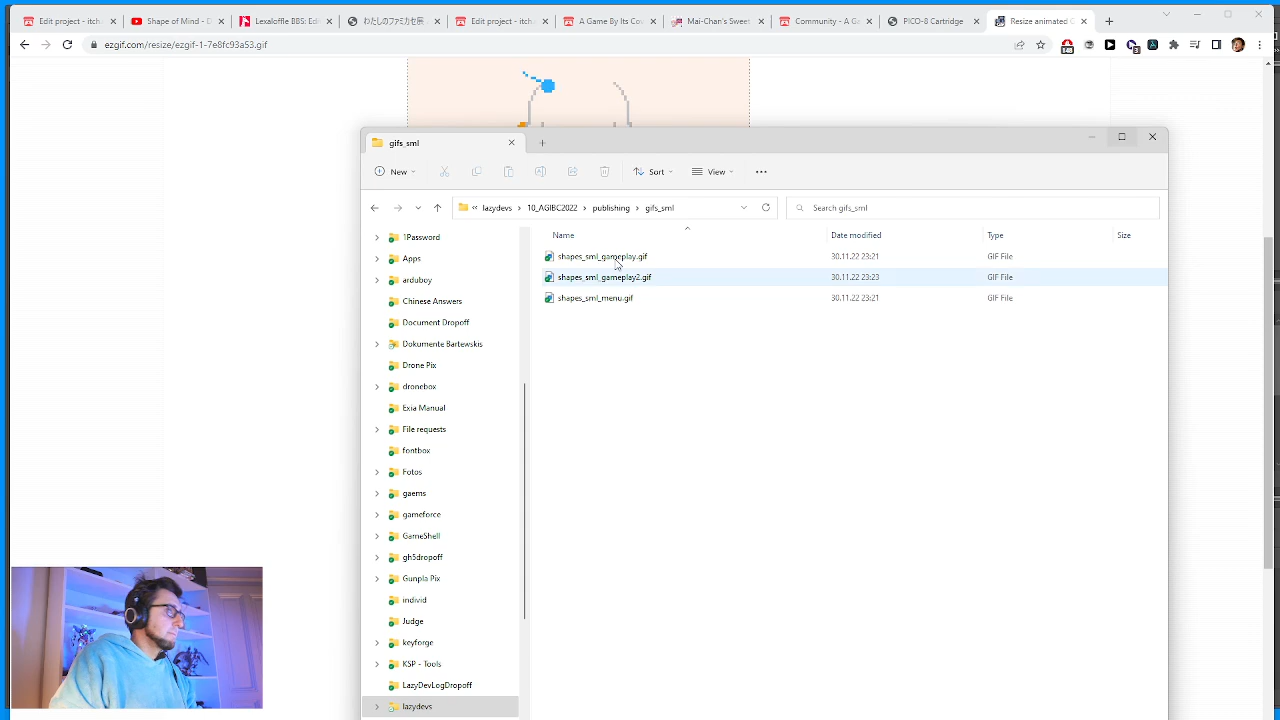 Edit project - itch
Shape of Mind - D
Lexaloffle BBS: Edi
わたしのファミカセ展
Edit project - itch
A Game By Its Co
Mai-Chan's Sweet
Community - A Ga
PICO-8 Cartridge
Resize animated G
ezgif.com/resize/ezgif-1-7e8fc93a53.gif
gifs_sml
New
Sort
View
lazydevs > 10_AGIBC2022 > publishing > gifs_sml
Search gifs_sml
Name
Date modified
Type
Size
shapes_sml_gameplay.gif 30.11.22 23:21 GIF File
shapes_sml_gameplay2.gif 30.11.22 23:23 GIF File
shapes_sml_menu.gif 30.11.22 23:21 GIF File
1Password
Apps
arduboy
Chinese Answers
Document Dropoff
Dokumente Bartewskis
Drone Pix
dronebox
Exia Manual
File requests
fontbox
Fotos
gaems
gameforce
GameShell
gh5dropoff
Gunpla Pix
individ
Judge
keyforge
KSP - Tools
LazyDevLogDropoff
lazydevs